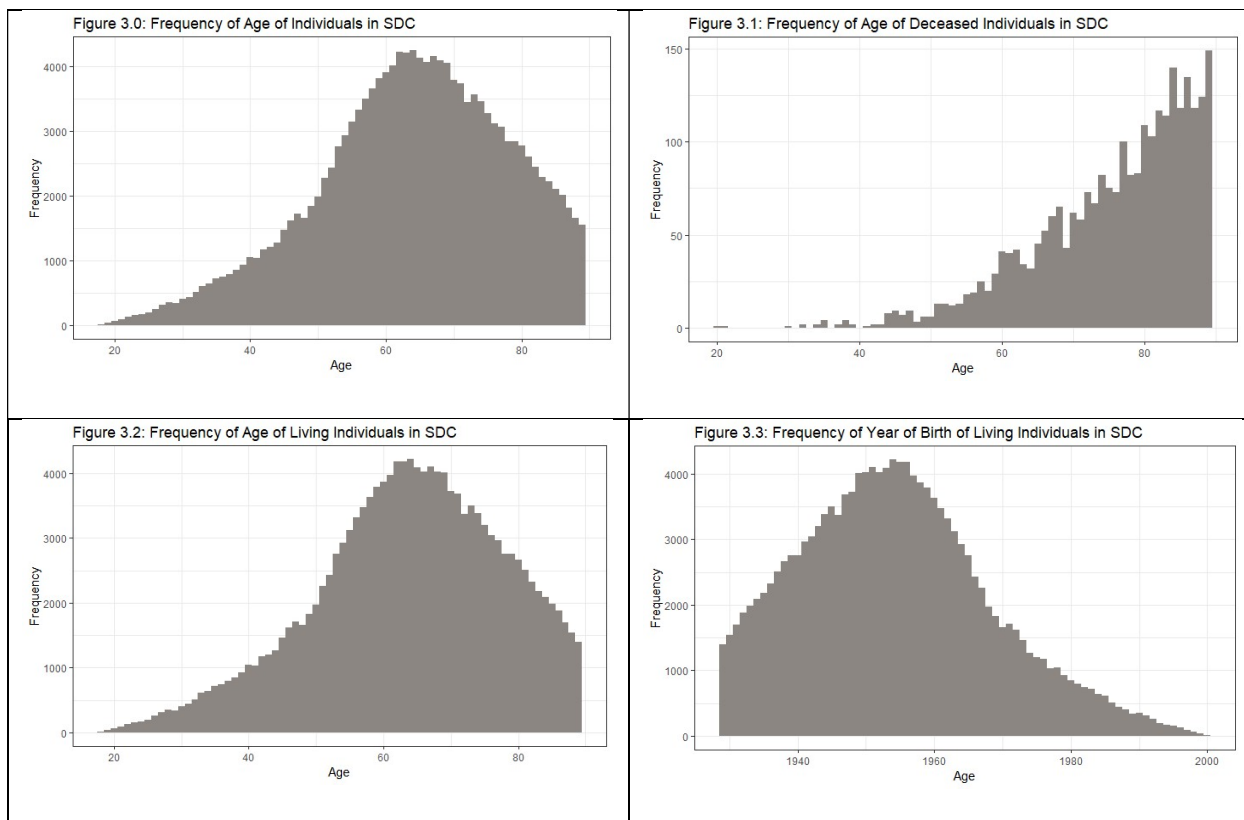 Figure 3.0: Frequency of Age of Individuals in SDC
4000
3000
2000
1000
0
Frequency
20 40 60 80
Age
Figure 3.1: Frequency of Age of Deceased Individuals in SDC
150
100
50
0
Frequency
20 40 60 80
Age
Figure 3.2: Frequency of Age of Living Individuals in SDC
4000
3000
2000
1000
0
Frequency
20 40 60 80
Age
Figure 3.3: Frequency of Year of Birth of Living Individuals in SDC
4000
3000
2000
1000
0
Frequency
1940 1960 1980 2000
Age